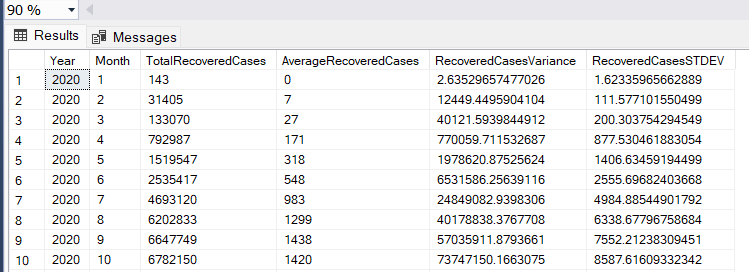 90 %
Results Messages
Year Month TotalRecoveredCases AverageRecoveredCases RecoveredCasesVariance RecoveredCasesSTDEV
1 2020 1 143 0 2.63529657477026 1.62335965662889
2 2020 2 31405 7 12449.4495904104 111.577101550499
3 2020 3 133070 27 40121.5939844912 200.303754294549
4 2020 4 792987 171 770059.711532687 877.530461883054
5 2020 5 1519547 318 1978620.87525624 1406.63459194499
6 2020 6 2535417 548 6531586.25639116 2555.69682403668
7 2020 7 4693120 983 24849082.9398306 4984.88544901792
8 2020 8 6202833 1299 40178838.3767708 6338.67796758684
9 2020 9 6647749 1438 57035911.8793661 7552.21238309451
10 2020 10 6782150 1420 73747150.1663075 8587.61609332342